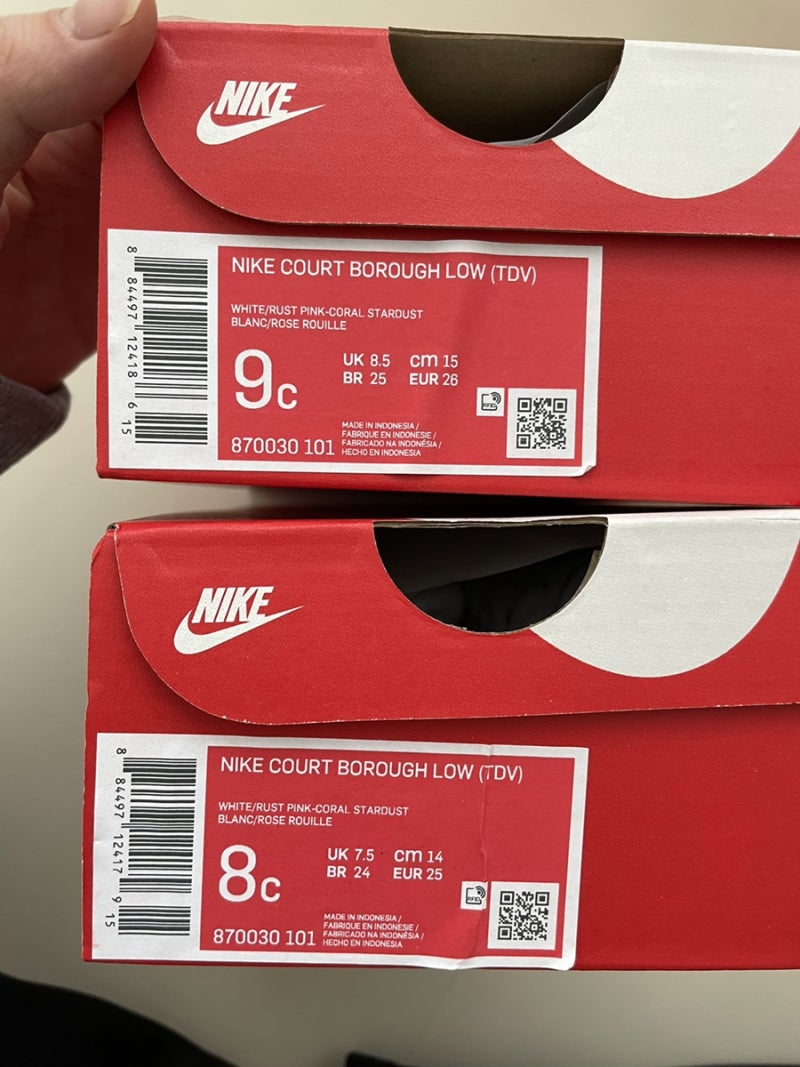 NIKE
8 84497 12418 6 15
NIKE COURT BOROUGH LOW (TDV)
WHITE/RUST PINK-CORAL STARDUST
BLANC/ROSE ROUILLE
9c
UK 8.5 cm 15
BR 25 EUR 26
RFID
870030 101
MADE IN INDONESIA /
FABRIQUE EN INDONESIE /
FABRICADO NA INDONÉSIA /
HECHO EN INDONESIA
NIKE
8 84497 12417 9 15
NIKE COURT BOROUGH LOW (TDV)
WHITE/RUST PINK-CORAL STARDUST
BLANC/ROSE ROUILLE
8c
UK 7.5 cm 14
BR 24 EUR 25
RFID
870030 101
MADE IN INDONESIA /
FABRIQUE EN INDONESIE /
FABRICADO NA INDONÉSIA /
HECHO EN INDONESIA